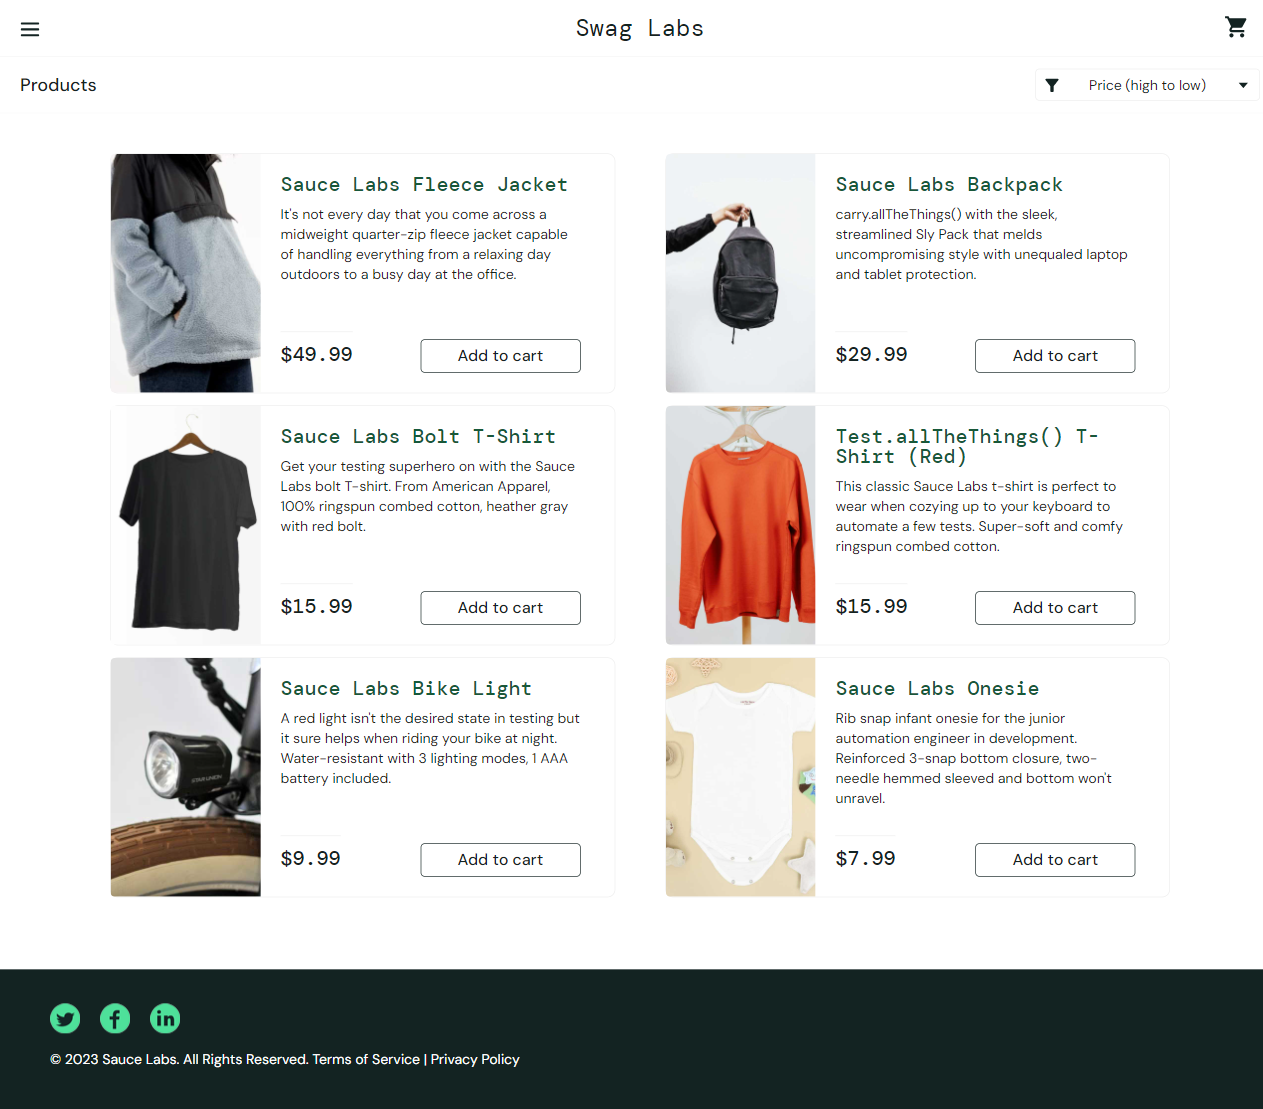 Swag Labs
Products
Price (high to low)
Sauce Labs Fleece Jacket
It's not every day that you come across a
midweight quarter-zip fleece jacket capable
of handling everything from a relaxing day
outdoors to a busy day at the office.
$49.99
Add to cart
Sauce Labs Backpack
carry.allTheThings() with the sleek,
streamlined Sly Pack that melds
uncompromising style with unequaled laptop
and tablet protection.
$29.99
Add to cart
Sauce Labs Bolt T-Shirt
Get your testing superhero on with the Sauce
Labs bolt T-shirt. From American Apparel,
100% ringspun combed cotton, heather gray
with red bolt.
$15.99
Add to cart
Test.allTheThings() T-
Shirt (Red)
This classic Sauce Labs t-shirt is perfect to
wear when cozying up to your keyboard to
automate a few tests. Super-soft and comfy
ringspun combed cotton.
$15.99
Add to cart
STAR UNION
Sauce Labs Bike Light
A red light isn't the desired state in testing but
it sure helps when riding your bike at night.
Water-resistant with 3 lighting modes, 1 AAA
battery included.
$9.99
Add to cart
Sauce Labs Onesie
Rib snap infant onesie for the junior
automation engineer in development.
Reinforced 3-snap bottom closure, two-
needle hemmed sleeved and bottom won't
unravel.
$7.99
Add to cart
© 2023 Sauce Labs. All Rights Reserved. Terms of Service | Privacy Policy